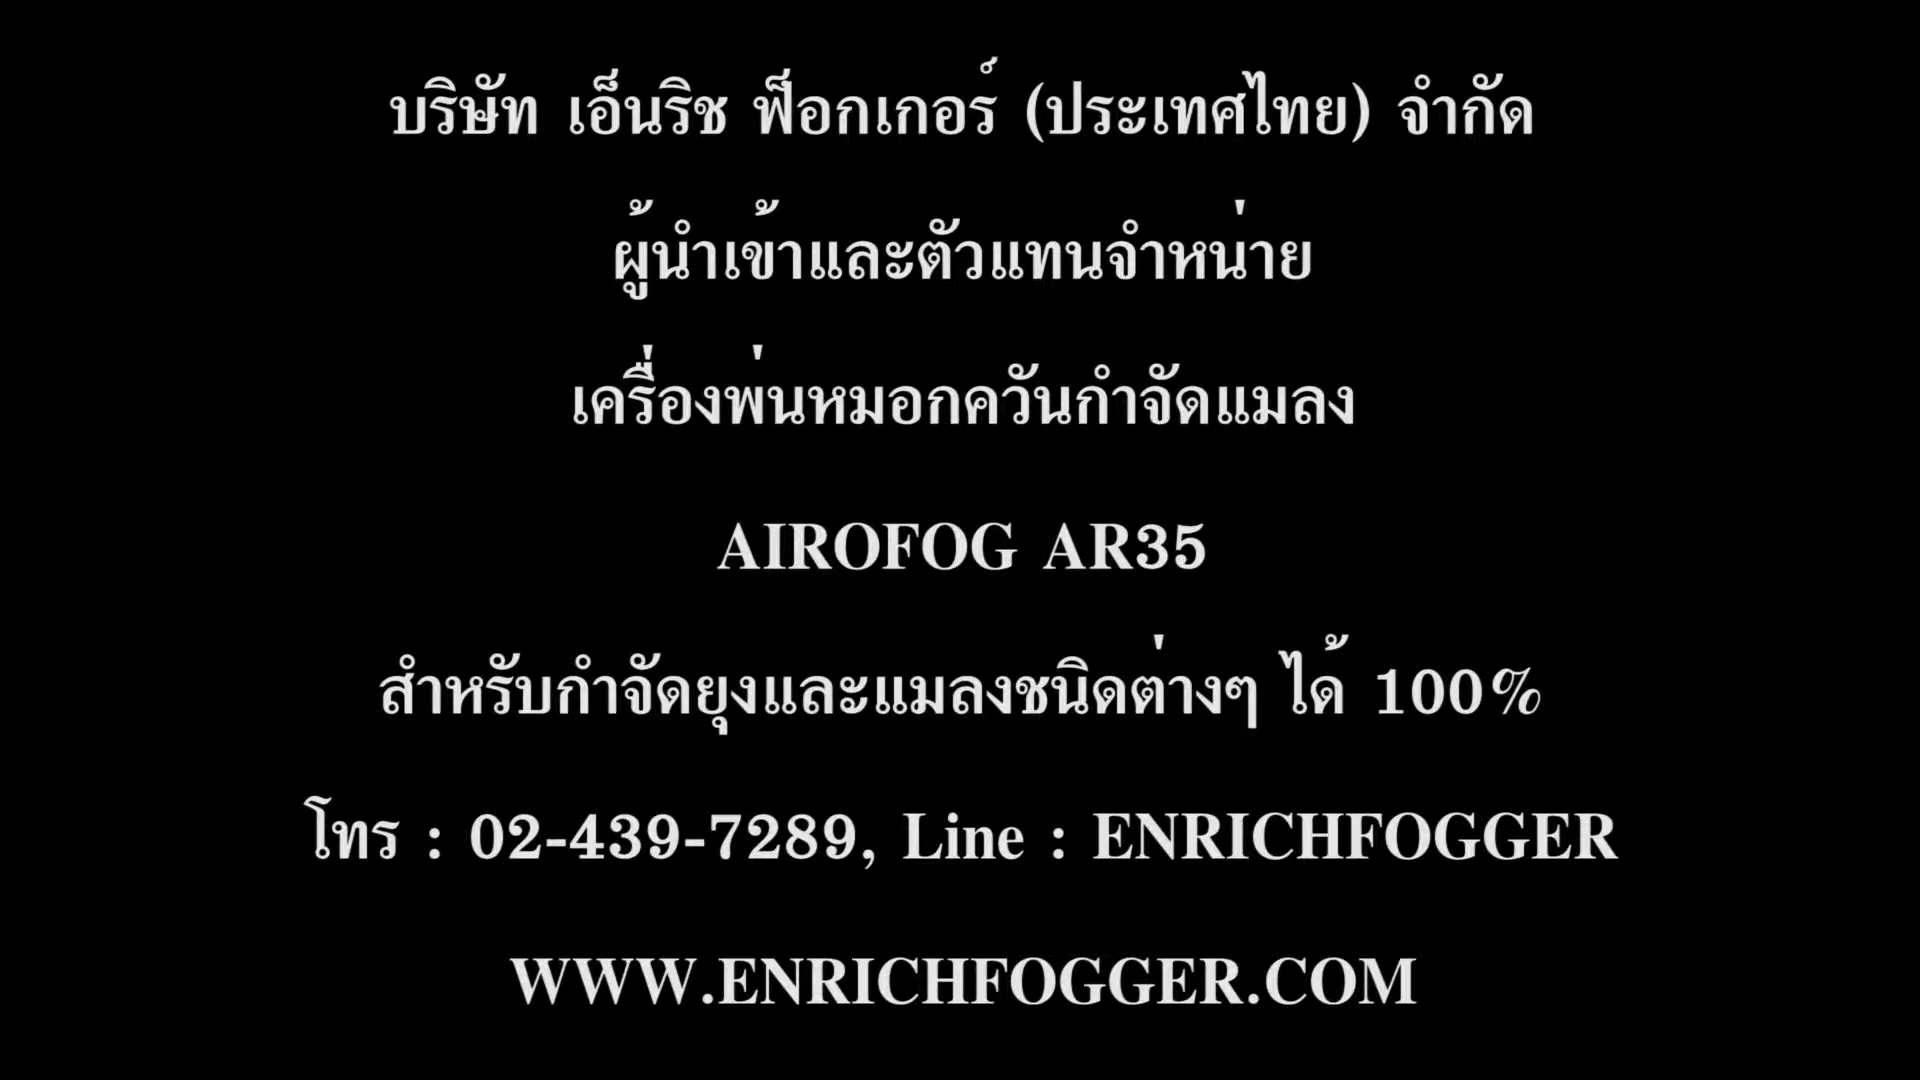 บริษัท เอ็นริช ฟ็อกเกอร์ (ประเทศไทย) จำกัด
ผู้นำเข้าและตัวแทนจำหน่าย
เครื่องพ่นหมอกควันกำจัดแมลง
AIROFOG AR35
สำหรับกำจัดยุงและแมลงชนิดต่างๆ ได้ 100%
โทร : 02-439-7289, Line : ENRICHFOGGER
WWW.ENRICHFOGGER.COM